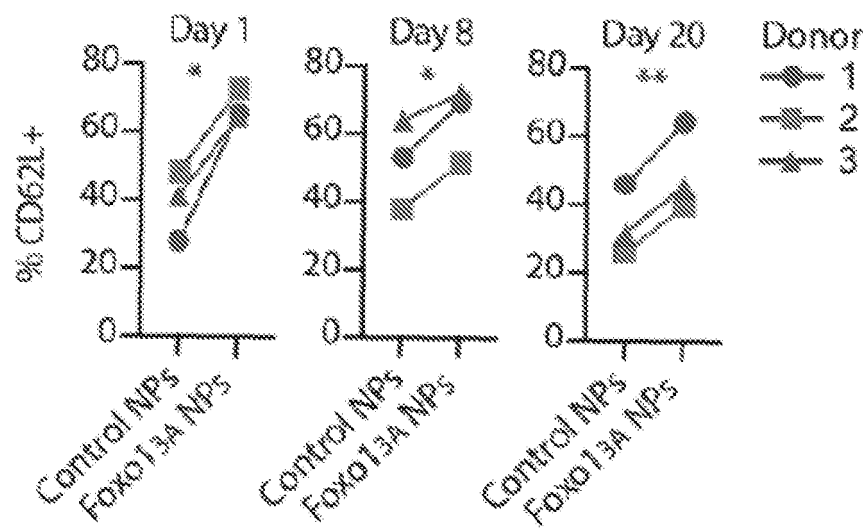 Day 1
Day 8
Day 20
Donor
1
2
3
*
*
**
% CD62L+
80
60
40
20
0
80
60
40
20
0
80
60
40
20
0
Control NPs
Foxo13A NPs
Control NPs
Foxo13A NPs
Control NPs
Foxo13A NPs